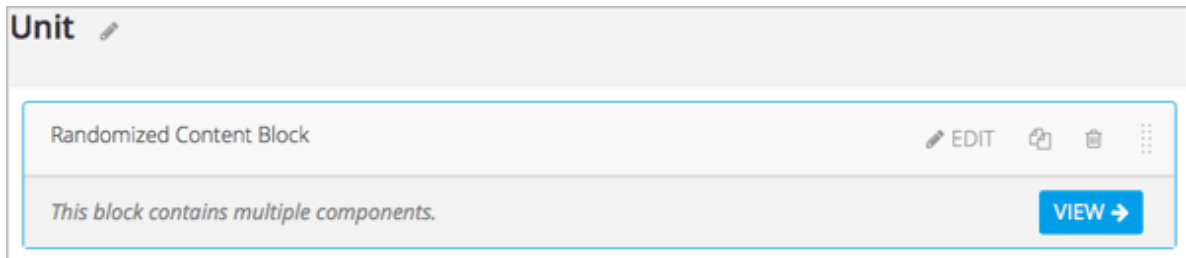 Unit
Randomized Content Block
EDIT
This block contains multiple components.
VIEW